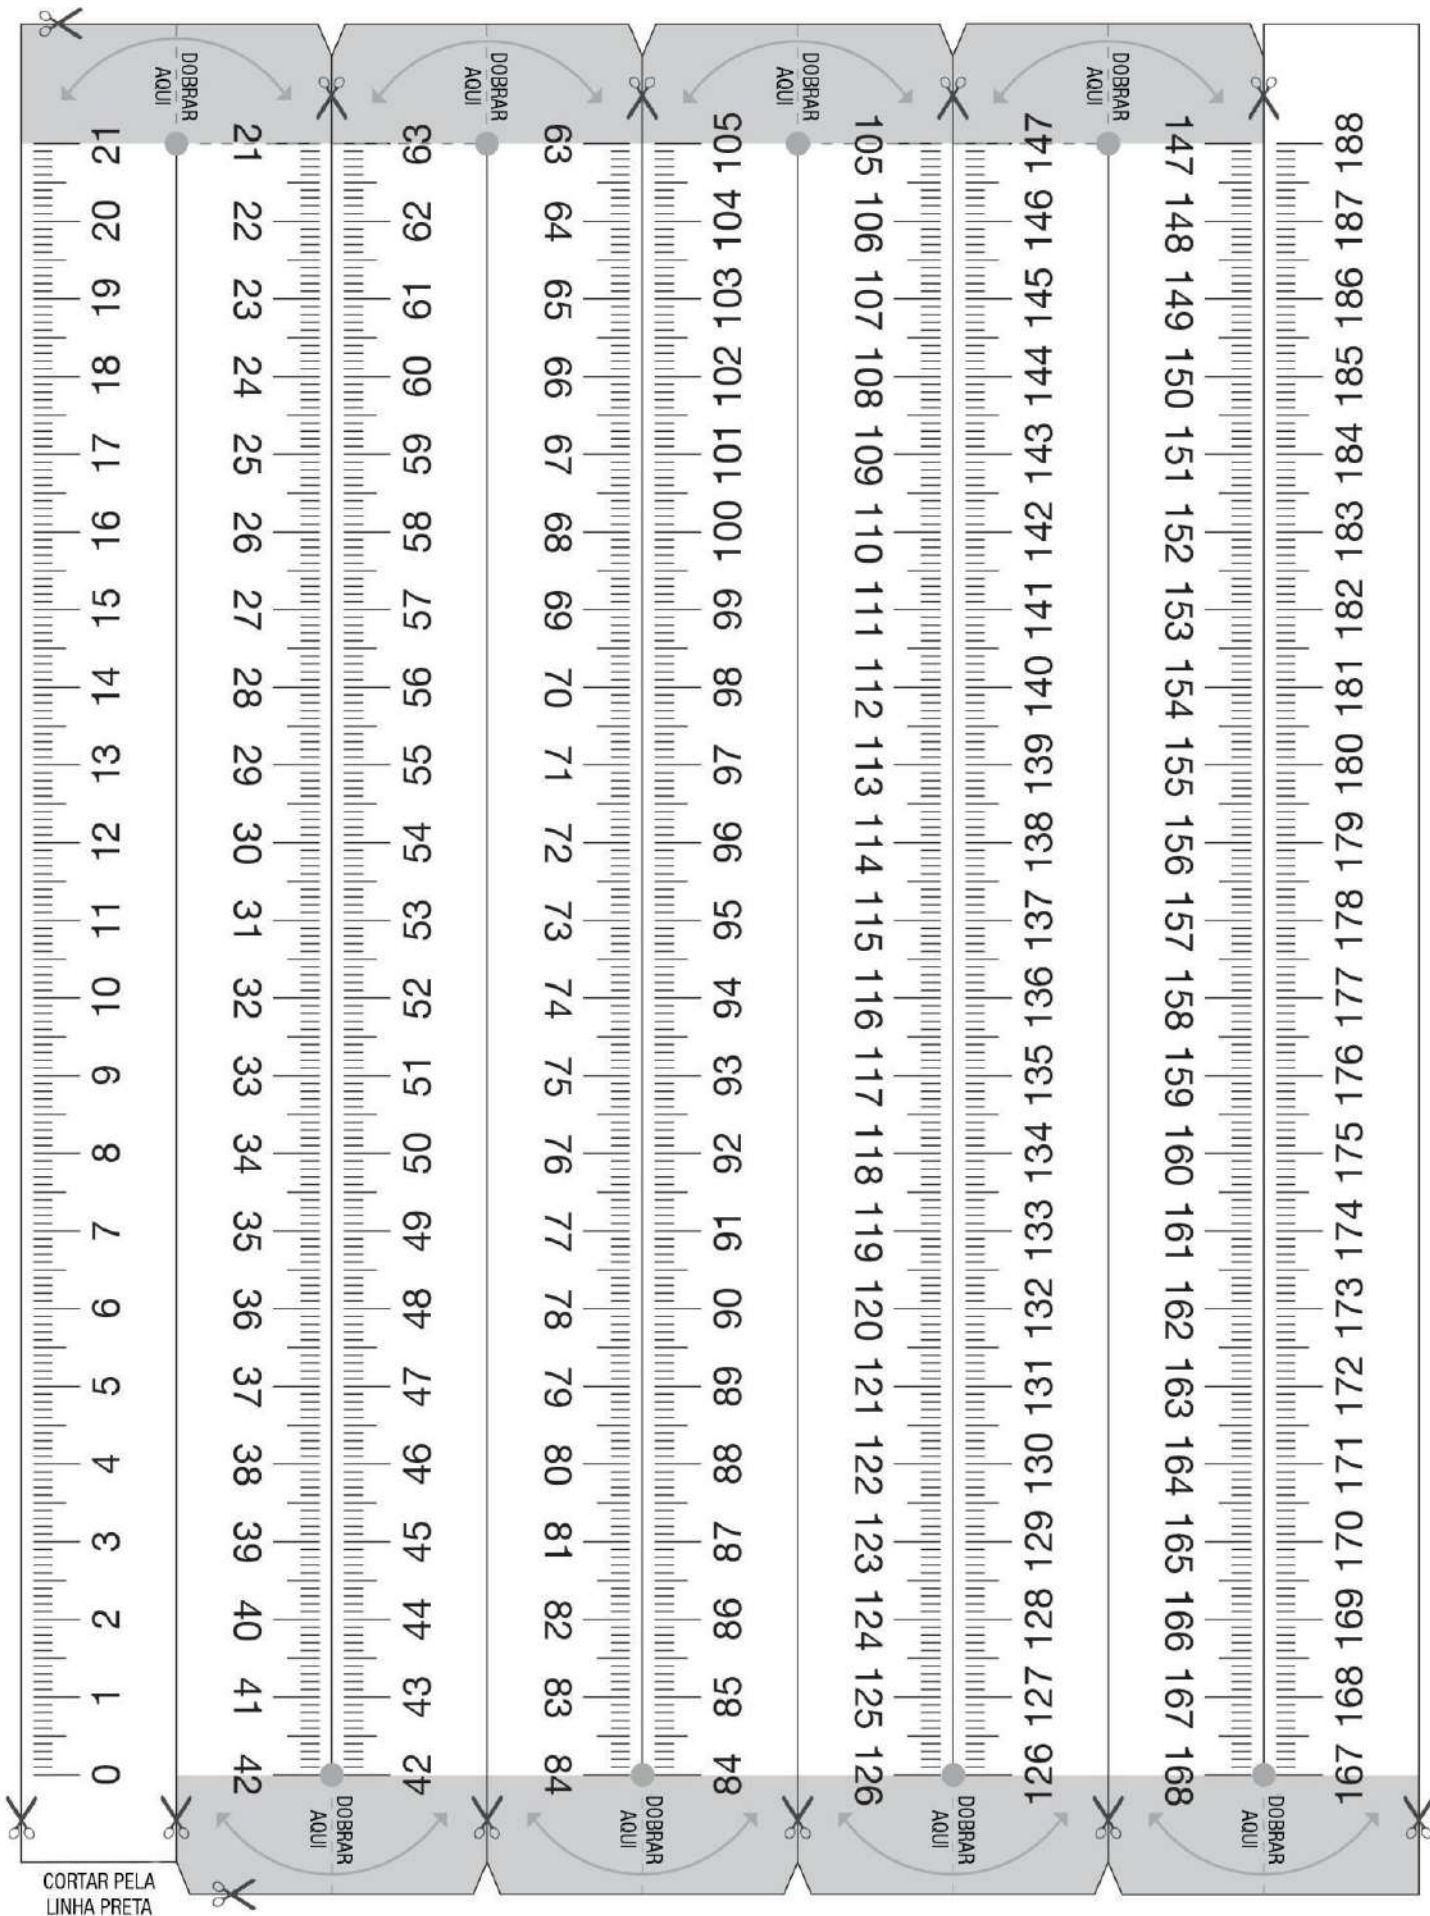 DOBRAR
AQUI
DOBRAR
AQUI
DOBRAR
AQUI
DOBRAR
AQUI
0 1 2 3 4 5 6 7 8 9 10 11 12 13 14 15 16 17 18 19 20 21
21 22 23 24 25 26 27 28 29 30 31 32 33 34 35 36 37 38 39 40 41 42
42 43 44 45 46 47 48 49 50 51 52 53 54 55 56 57 58 59 60 61 62 63
63 64 65 66 67 68 69 70 71 72 73 74 75 76 77 78 79 80 81 82 83 84
84 85 86 87 88 89 90 91 92 93 94 95 96 97 98 99 100 101 102 103 104 105
105 106 107 108 109 110 111 112 113 114 115 116 117 118 119 120 121 122 123 124 125 126
126 127 128 129 130 131 132 133 134 135 136 137 138 139 140 141 142 143 144 145 146 147
147 148 149 150 151 152 153 154 155 156 157 158 159 160 161 162 163 164 165 166 167 168
167 168 169 170 171 172 173 174 175 176 177 178 179 180 181 182 183 184 185 186 187 188
DOBRAR
AQUI
DOBRAR
AQUI
DOBRAR
AQUI
DOBRAR
AQUI
CORTAR PELA
LINHA PRETA